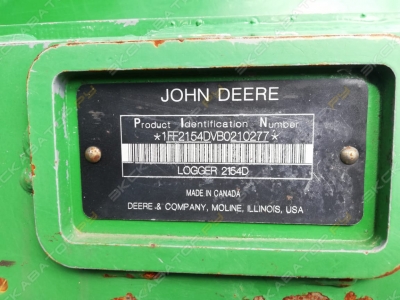 JOHN DEERE
Product Identification Number
*1FF2154DVB0210277*
LOGGER 2154D
MADE IN CANADA
DEERE & COMPANY, MOLINE, ILLINOIS, USA